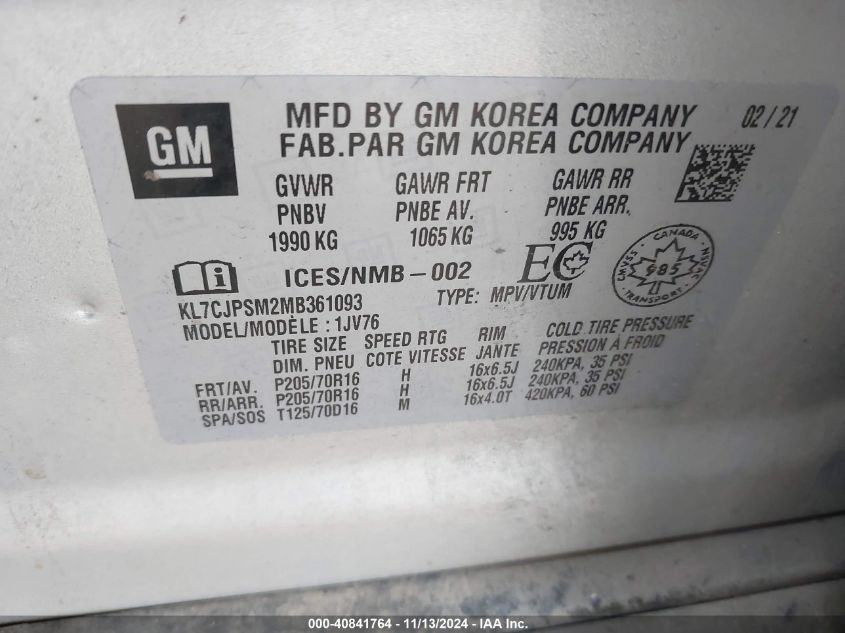 GM
MFD BY GM KOREA COMPANY 02/21
FAB.PAR GM KOREA COMPANY
GVWR GAWR FRT GAWR RR
PNBV PNBE AV. PNBE ARR.
1990 KG 1065 KG 995 KG
ICES/NMB-002 EC
CANADA
985
TRANSPORT
KL7CJPSM2MB361093 TYPE: MPV/VTUM
MODEL/MODÈLE : 1JV76
TIRE SIZE SPEED RTG RIM COLD TIRE PRESSURE
DIM. PNEU COTE VITESSE JANTE PRESSION À FROID
FRT/AV. P205/70R16 H 16x6.5J 240KPA, 35 PSI
RR/ARR. P205/70R16 H 16x6.5J 240KPA, 35 PSI
SPA/SOS T125/70D16 M 16x4.0T 420KPA, 60 PSI
000-40841764 - 11/13/2024 - IAA Inc.